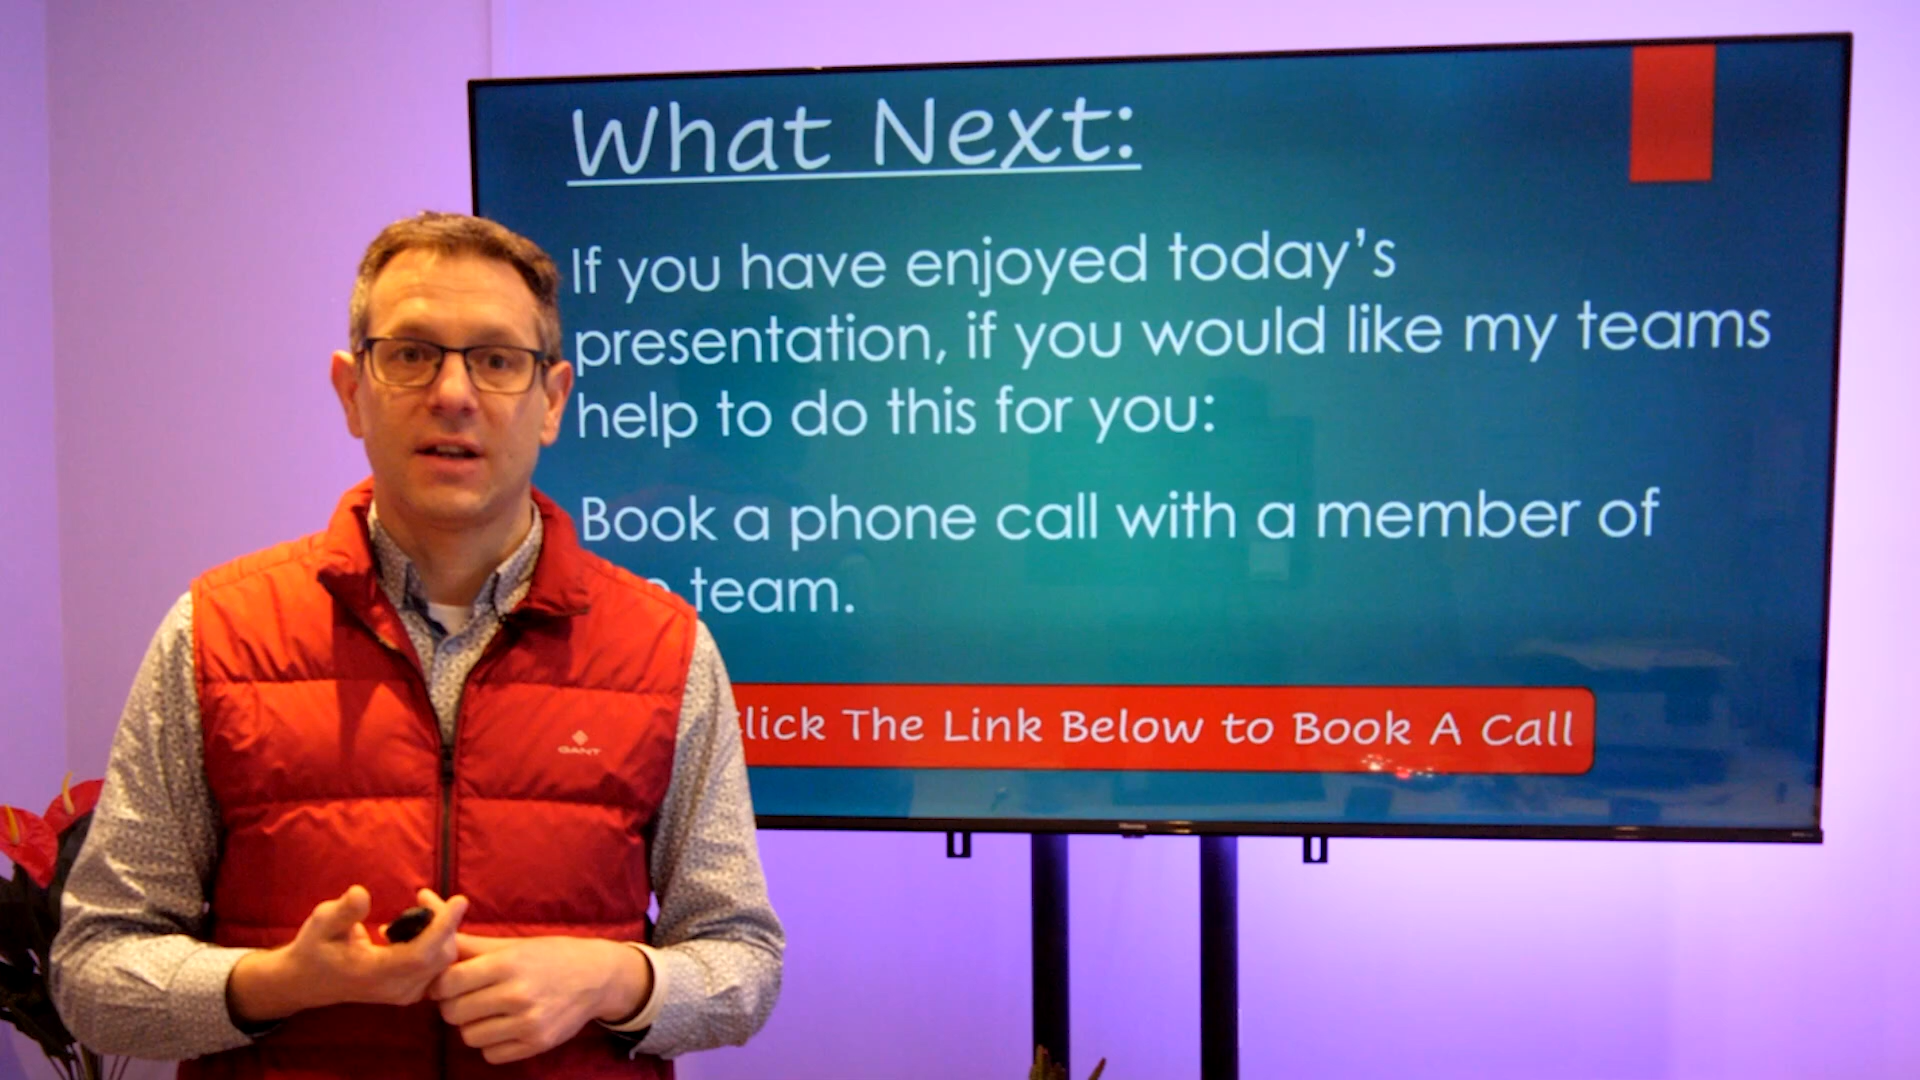 What Next:
If you have enjoyed today's
presentation, if you would like my teams
help to do this for you:
Book a phone call with a member of
team.
Click The Link Below to Book A Call
GANT